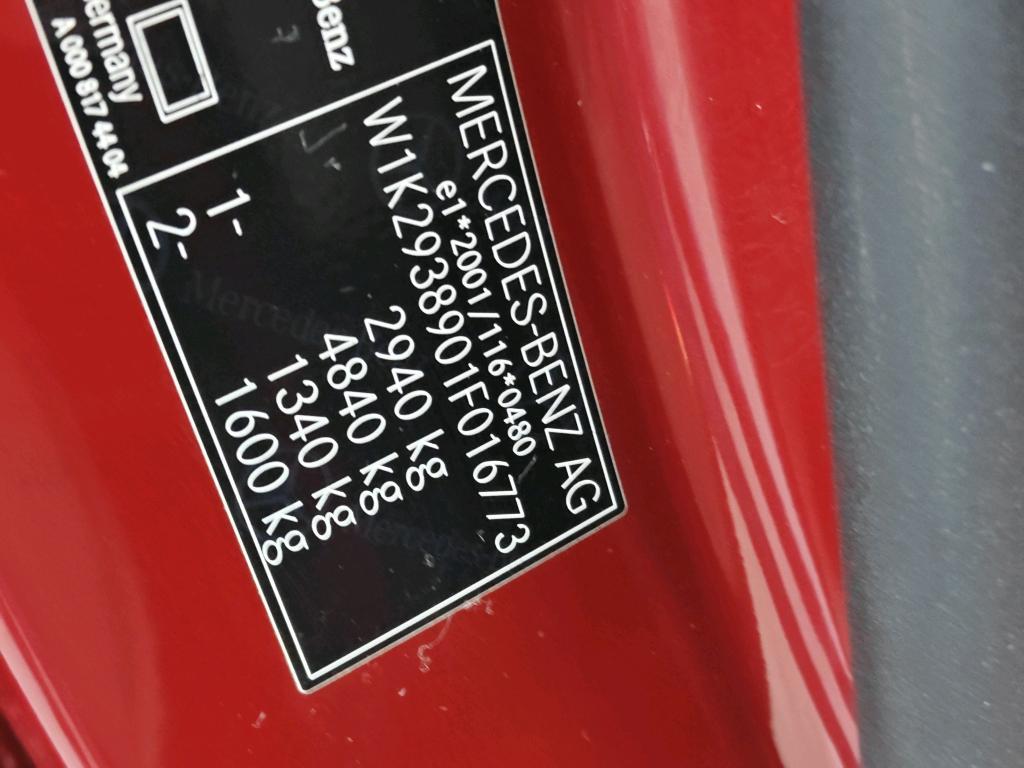 MERCEDES-BENZ AG
e1*2001/116*0480
W1K2938901F016773
2940 kg
4840 kg
1- 1340 kg
2- 1600 kg
Benz
ermany
A 000 817 44 04